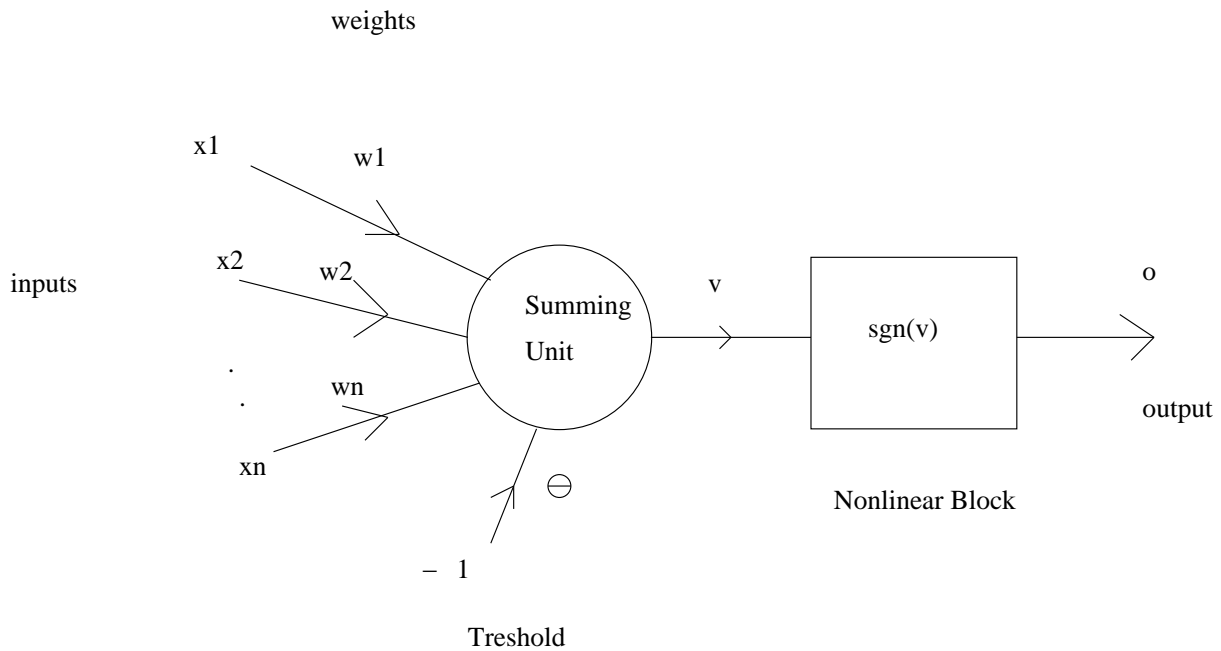 weights
x1
w1
x2
w2
inputs
Summing
Unit
v
sgn(v)
o
.
.
wn
xn
output
Θ
Nonlinear Block
– 1
Treshold